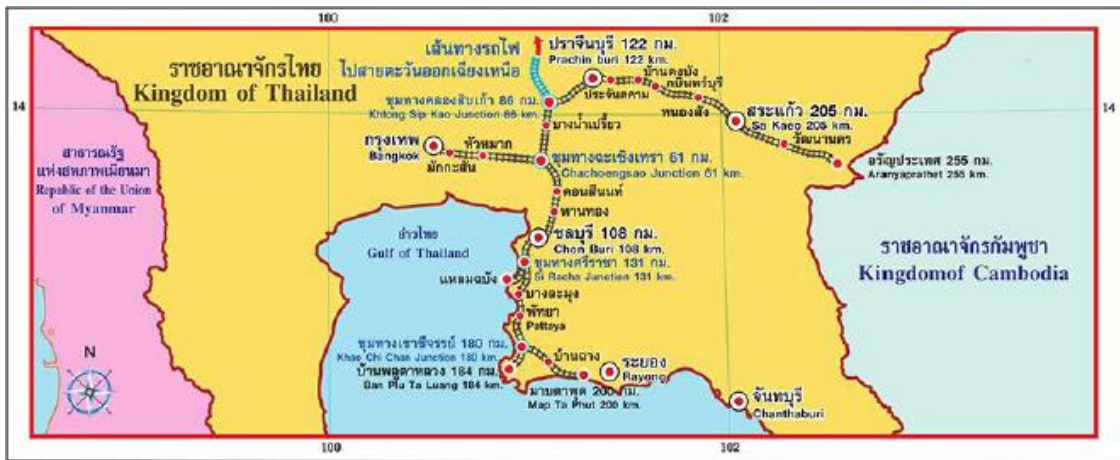 100
102
14
14
ราชอาณาจักรไทย
Kingdom of Thailand
เส้นทางรถไฟ
ไปสายตะวันออกเฉียงเหนือ
ปราจีนบุรี 122 กม.
Prachin buri 122 km.
ประจันตคาม
บ้านดงบัง
กบินทร์บุรี
หนองสัง
สระแก้ว 205 กม.
Sa Kaeo 205 km.
วัฒนานคร
อรัญประเทศ 255 กม.
Aranyaprathet 255 km.
ชุมทางคลองสิบเก้า 86 กม.
Khlong Sip Kao Junction 86 km.
บางน้ำเปรี้ยว
กรุงเทพ
Bangkok
มักกะสัน
หัวหมาก
ชุมทางฉะเชิงเทรา 61 กม.
Chachoengsao Junction 61 km.
สาธารณรัฐ
แห่งสหภาพเมียนมา
Republic of the Union
of Myanmar
ดอนสีนนท์
พานทอง
อ่าวไทย
Gulf of Thailand
ชลบุรี 108 กม.
Chon Buri 108 km.
ชุมทางศรีราชา 131 กม.
Si Racha Junction 131 km.
แหลมฉบัง
บางละมุง
พัทยา
Pattaya
ราชอาณาจักรกัมพูชา
Kingdomof Cambodia
ชุมทางเขาชีจรรย์ 180 กม.
Khao Chi Chan Junction 180 km.
บ้านพลูตาหลวง 184 กม.
Ban Plu Ta Luang 184 km.
บ้านฉาง
ระยอง
Rayong
มาบตาพุด 200 กม.
Map Ta Phut 200 km.
จันทบุรี
Chanthaburi
N
100
102